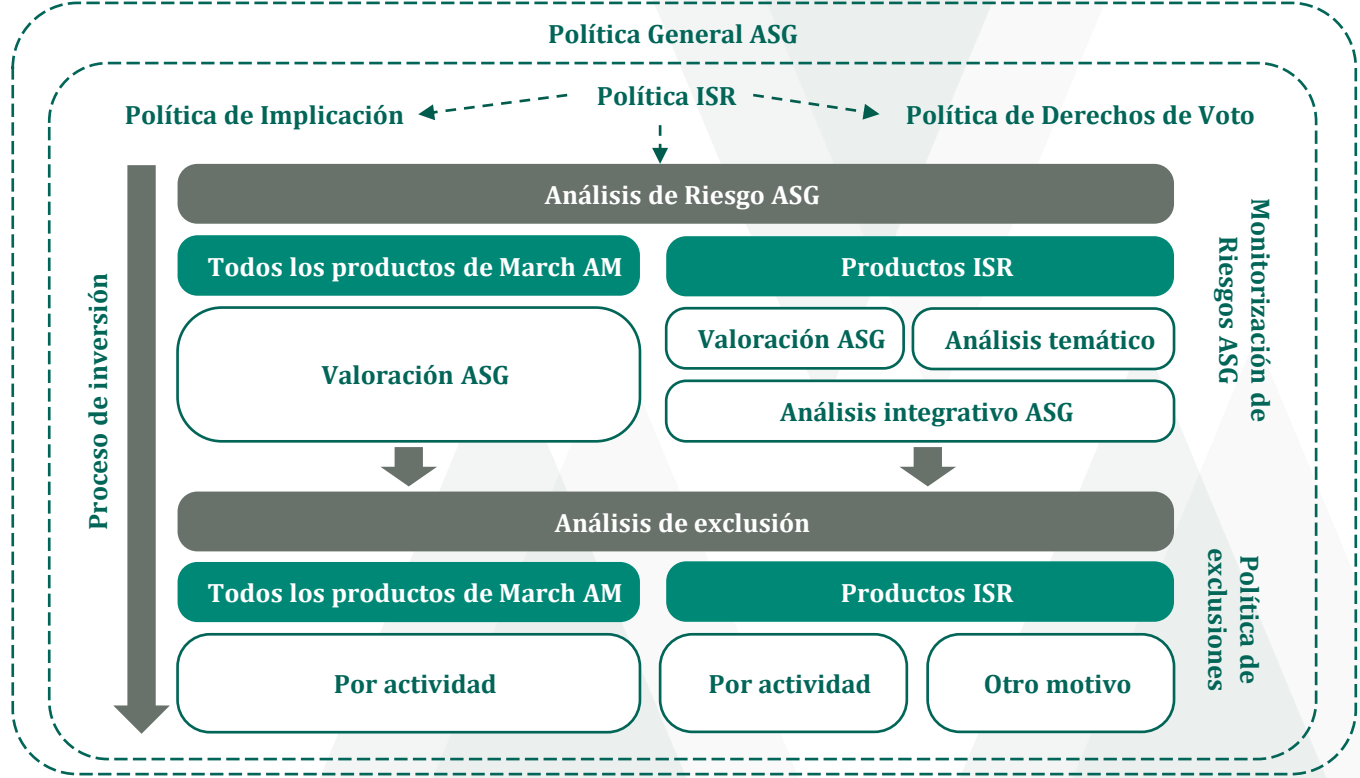 Política General ASG
Política ISR
Política de Implicación
Política de Derechos de Voto
Proceso de inversión
Análisis de Riesgo ASG
Todos los productos de March AM
Productos ISR
Valoración ASG
Valoración ASG
Análisis temático
Análisis integrativo ASG
Monitorización de
Riesgos ASG
Análisis de exclusión
Todos los productos de March AM
Productos ISR
Por actividad
Por actividad
Otro motivo
Política de
exclusiones